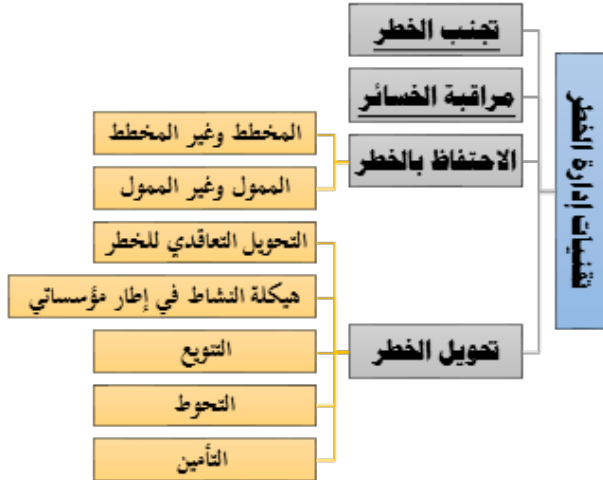 تقنيات إدارة الخطر
تجنب الخطر
مراقبة الخسائر
الاحتفاظ بالخطر
المخطط وغير المخطط
الممول وغير الممول
تحويل الخطر
التحويل التعاقدي للخطر
هيكلة النشاط في إطار مؤسساتي
التنويع
التحوط
التأمين